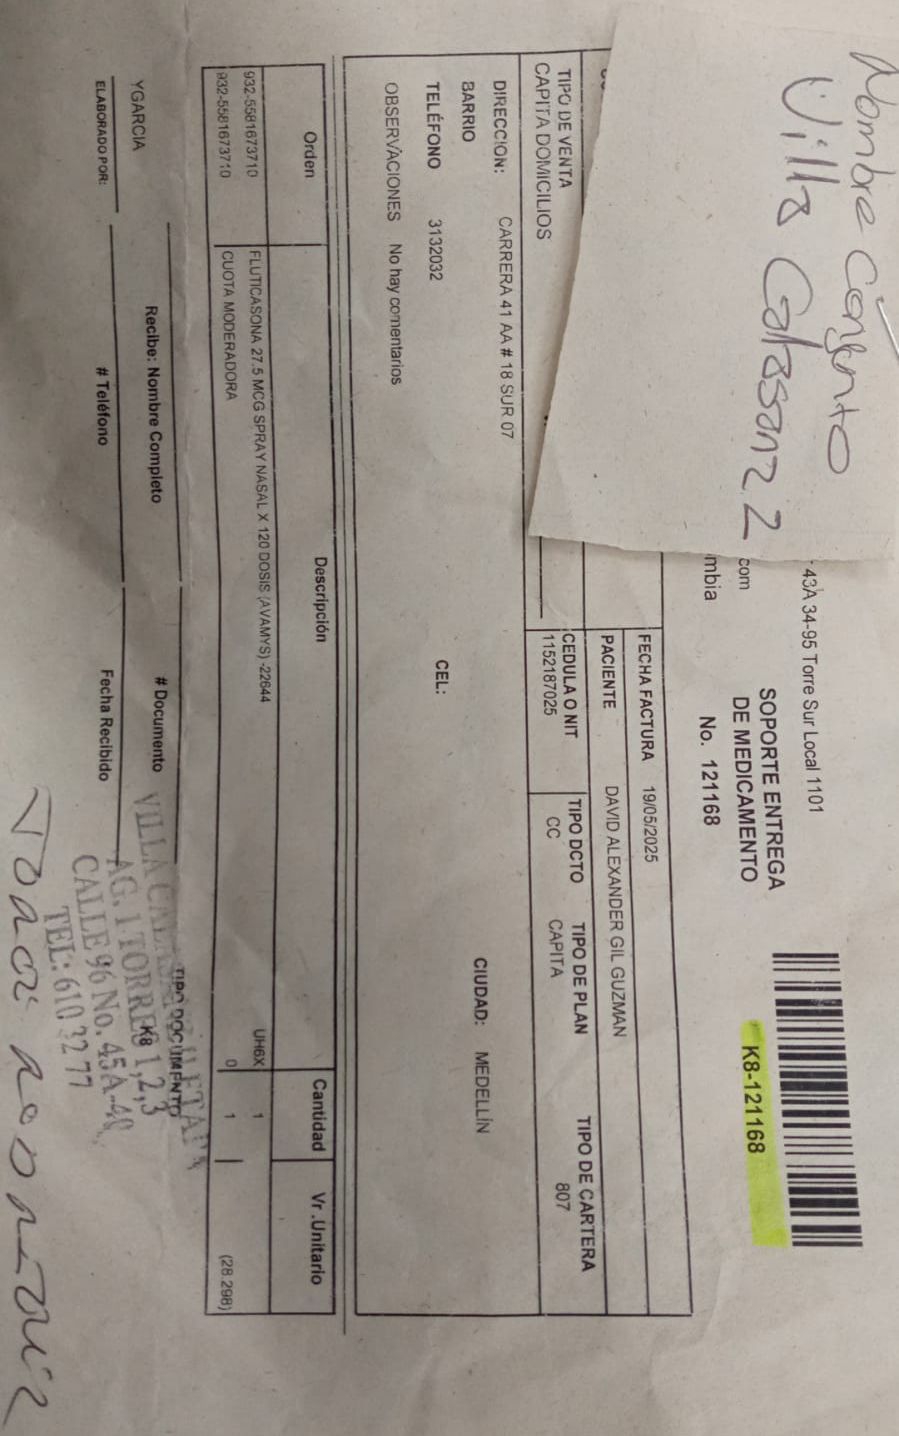 Nombre Conjunto
Villa Calasanz 2
43A 34-95 Torre Sur Local 1101
com
mbia
SOPORTE ENTREGA
DE MEDICAMENTO
No. 121168
K8-121168
FECHA FACTURA 19/05/2025
PACIENTE DAVID ALEXANDER GIL GUZMAN
TIPO DE VENTA CEDULA O NIT TIPO DCTO TIPO DE PLAN TIPO DE CARTERA
CAPITA DOMICILIOS 1152187025 CC CAPITA 807
DIRECCION: CARRERA 41 AA # 18 SUR 07 CIUDAD: MEDELLÍN
BARRIO
TELÉFONO 3132032 CEL:
OBSERVACIONES No hay comentarios
Orden Descripción Cantidad Vr .Unitario
932-5581673710 FLUTICASONA 27.5 MCG SPRAY NASAL X 120 DOSIS (AVAMYS) -22644 UH6X 1
932-5581673710 CUOTA MODERADORA 0 1 (28 298)
TIPO DOCUMENTO
K8
YGARCIA
ELABORADO POR:
Recibe: Nombre Completo # Documento
# Teléfono Fecha Recibido
VILLA
AG. 1 TORRES 1,2,3
CALLE 96 No. 45A-40
TEL: 610 32 77